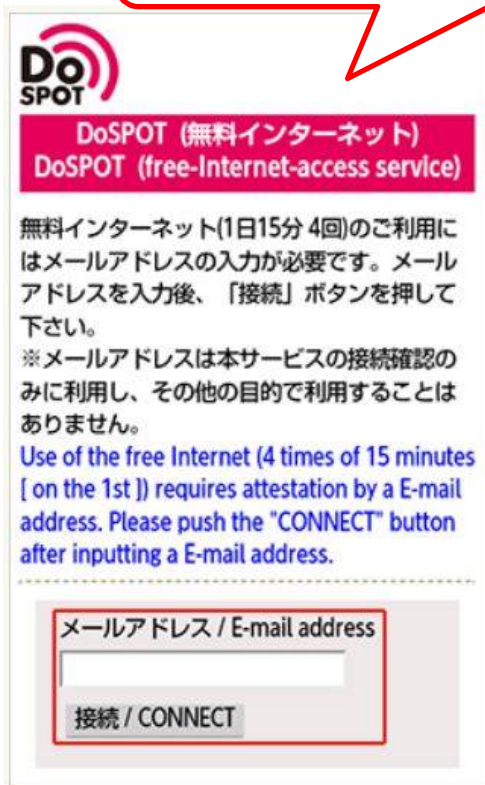 Do
SPOT
DoSPOT (無料インターネット)
DoSPOT (free-Internet-access service)
無料インターネット(1日15分 4回)のご利用に
はメールアドレスの入力が必要です。メール
アドレスを入力後、「接続」ボタンを押して
下さい。
※メールアドレスは本サービスの接続確認の
みに利用し、その他の目的で利用することは
ありません。
Use of the free Internet (4 times of 15 minutes
[ on the 1st ]) requires attestation by a E-mail
address. Please push the "CONNECT" button
after inputting a E-mail address.
メールアドレス / E-mail address
接続 / CONNECT